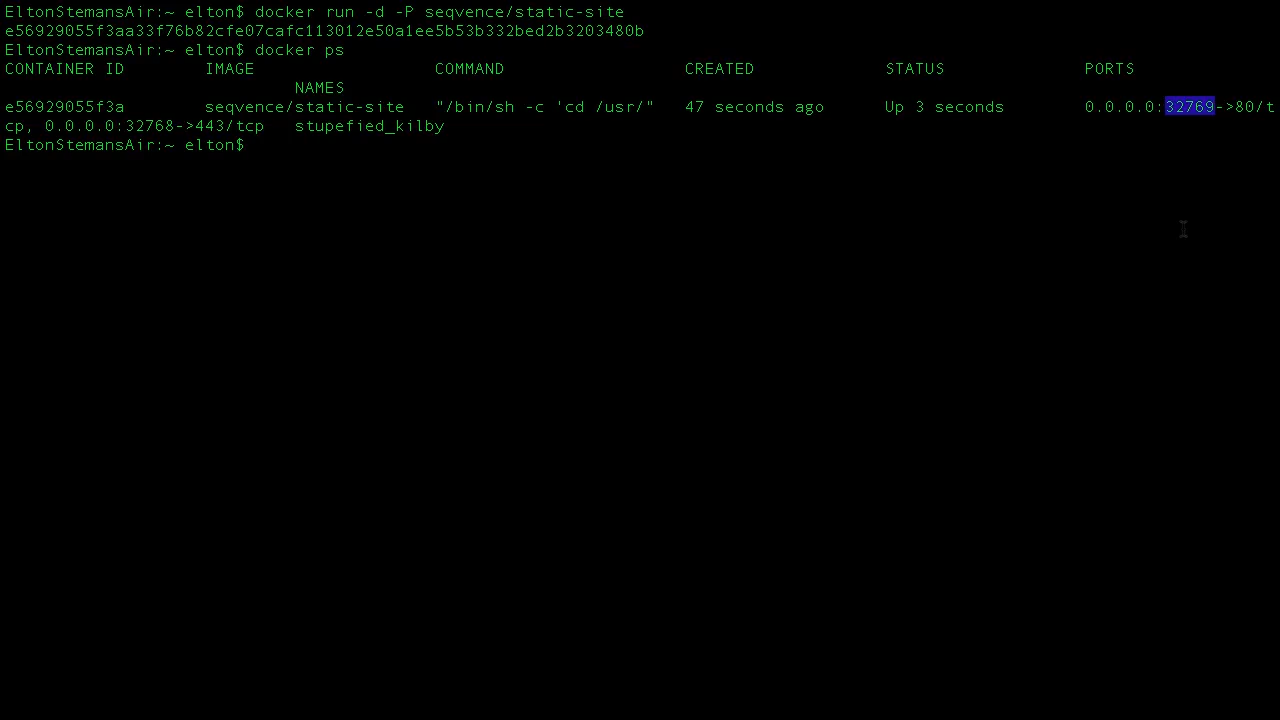 EltonStemansAir:~ elton$ docker run -d -P seqvence/static-site
e56929055f3aa33f76b82cfe07cafc113012e50a1ee5b53b332bed2b3203480b
EltonStemansAir:~ elton$ docker ps
CONTAINER ID        IMAGE                  COMMAND                  CREATED             STATUS              PORTS
                             NAMES
e56929055f3a        seqvence/static-site   "/bin/sh -c 'cd /usr/"   47 seconds ago      Up 3 seconds        0.0.0.0:32769->80/t
cp, 0.0.0.0:32768->443/tcp   stupefied_kilby
EltonStemansAir:~ elton$